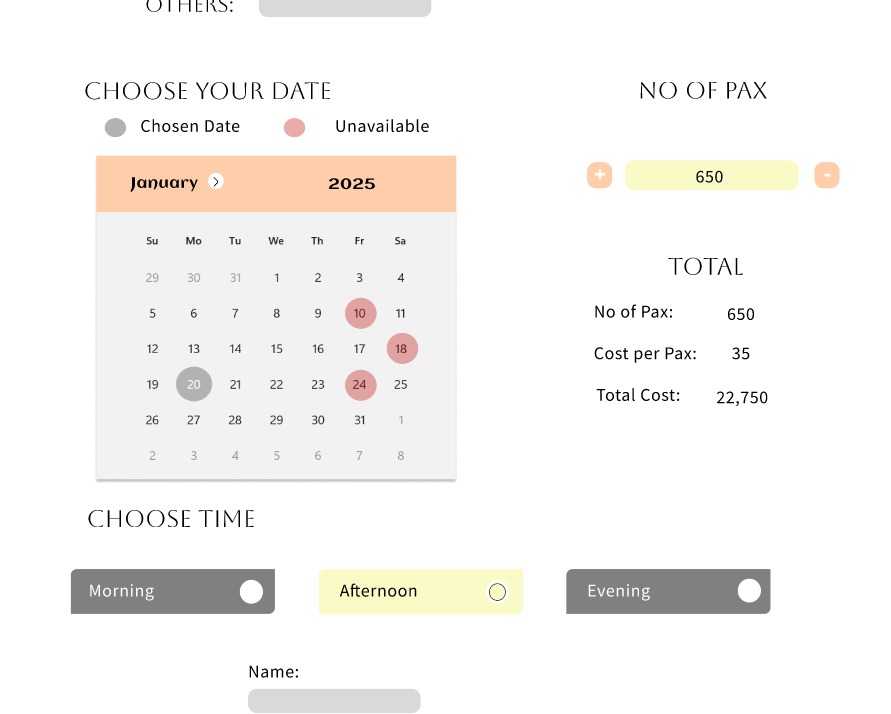 OTHERS:
CHOOSE YOUR DATE
NO OF PAX
Chosen Date Unavailable
January 2025
+ 650 -
Su Mo Tu We Th Fr Sa
29 30 31 1 2 3 4
5 6 7 8 9 10 11
12 13 14 15 16 17 18
19 20 21 22 23 24 25
26 27 28 29 30 31 1
2 3 4 5 6 7 8
TOTAL
No of Pax: 650
Cost per Pax: 35
Total Cost: 22,750
CHOOSE TIME
Morning Afternoon Evening
Name: